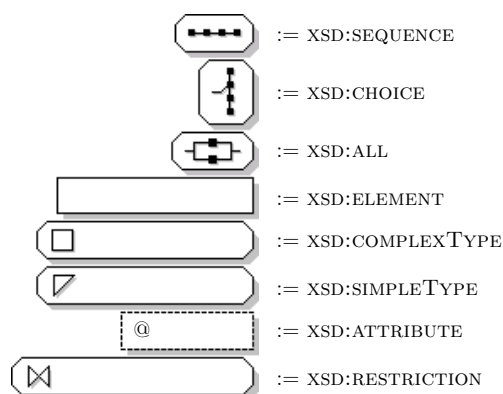 := XSD:SEQUENCE
:= XSD:CHOICE
:= XSD:ALL
:= XSD:ELEMENT
:= XSD:COMPLEXTYPE
:= XSD:SIMPLETYPE
@ := XSD:ATTRIBUTE
:= XSD:RESTRICTION